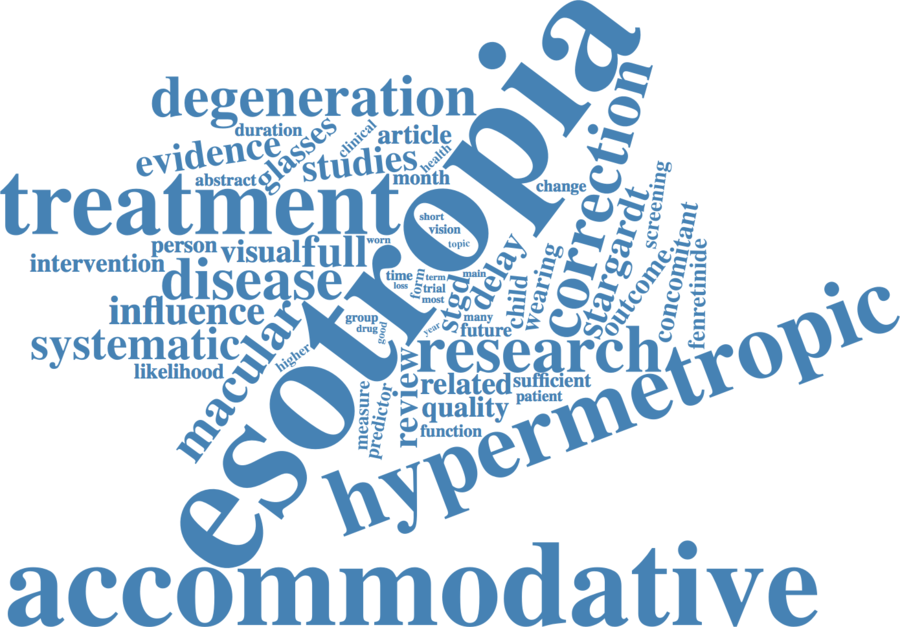 esotropia
degeneration
correction
duration
glasses
clinical
article
evidence
studies
health
abstract
month
treatment
change
screening
short
vision
topic
worn
person
visual
full
intervention
disease
time
loss
form
term
trial
most
main
stgd
delay
child
wearing
stargardt
outcome
concomitant
fenretinide
influence
group
drug
good
year
many
future
systematic
macular
higher
likelihood
research
hypermetropic
review
related
sufficient
patient
quality
function
measure
predictor
accommodative